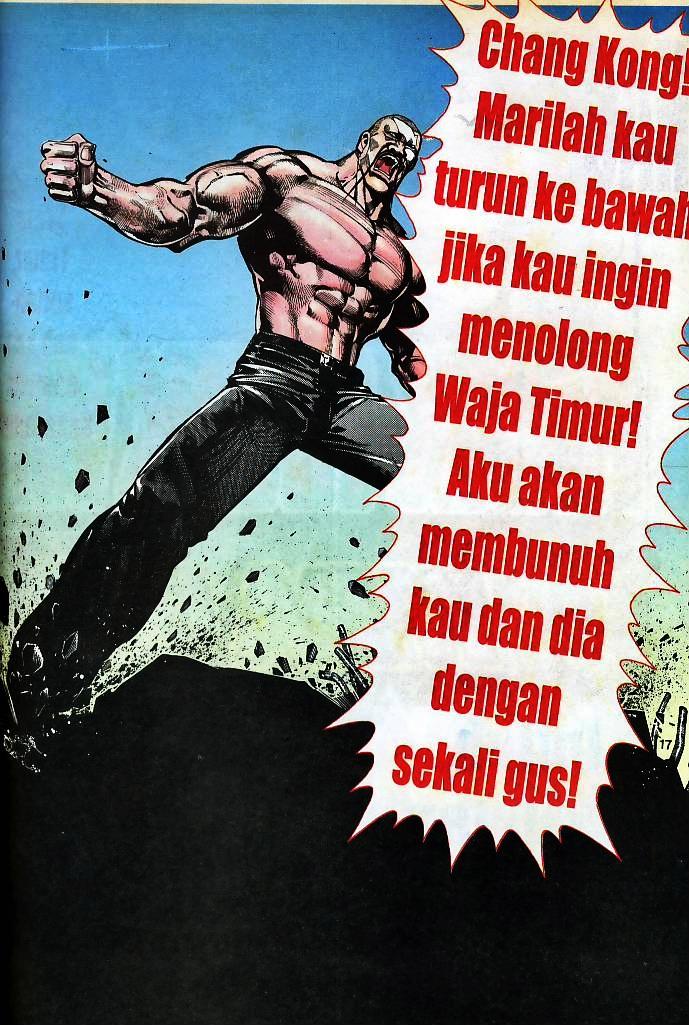 Chang Kong!
Marilah kau
turun ke bawah
jika kau ingin
menolong
Waja Timur!
Aku akan
membunuh
kau dan dia
dengan
sekali gus!
17